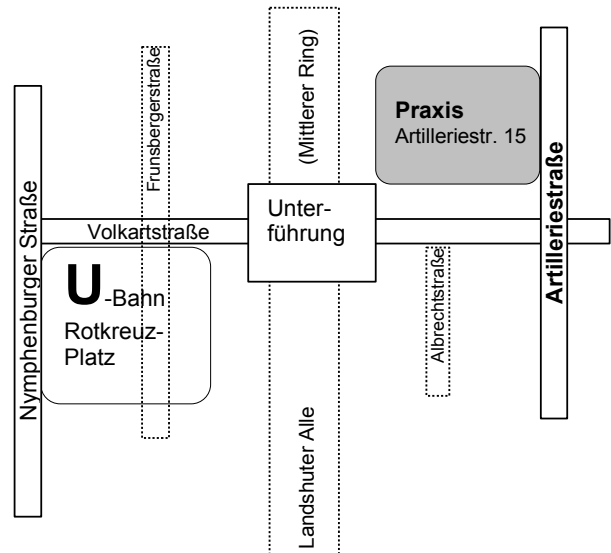 Frunsbergerstraße
(Mittlerer Ring)
Praxis
Artilleriestr. 15
Nymphenburger Straße
Volkartstraße
Unter-
führung
Artilleriestraße
U-Bahn
Rotkreuz-
Platz
Albrechtstraße
Landshuter Alle